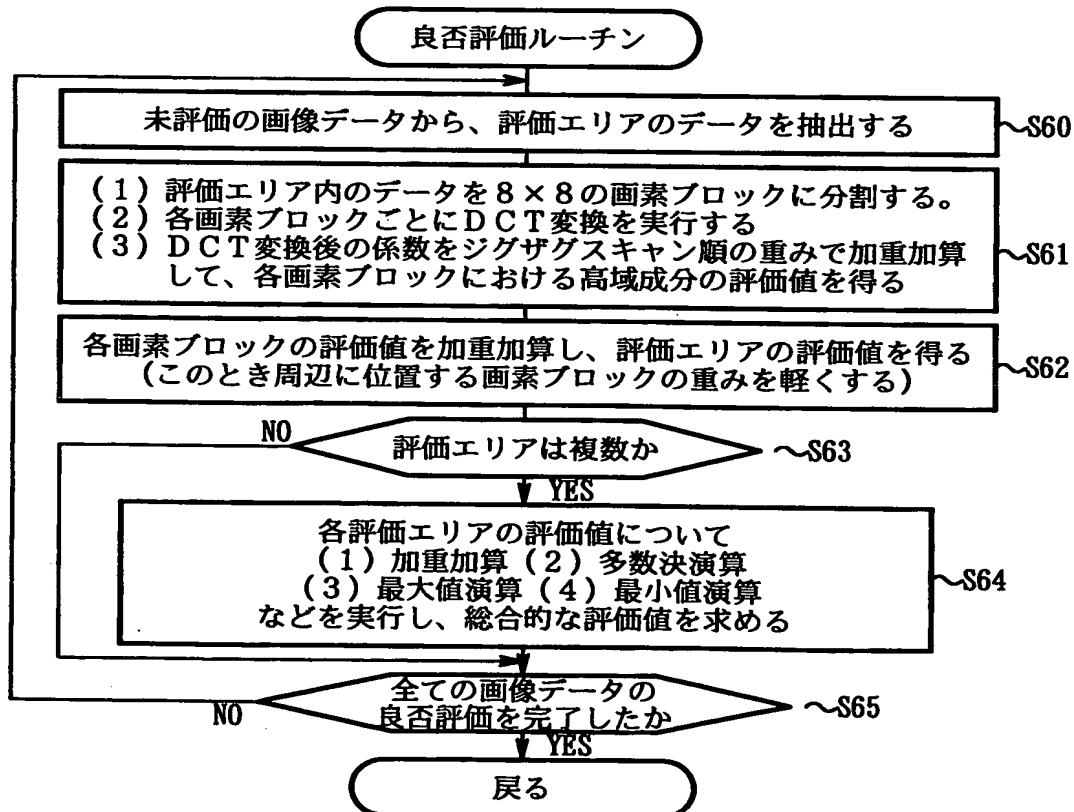 良否評価ルーチン
未評価の画像データから、評価エリアのデータを抽出する
~S60
(1)評価エリア内のデータを8×8の画素ブロックに分割する。
(2)各画素ブロックごとにDCT変換を実行する
(3)DCT変換後の係数をジグザグスキャン順の重みで加重加算
して、各画素ブロックにおける高域成分の評価値を得る
~S61
各画素ブロックの評価値を加重加算し、評価エリアの評価値を得る
(このとき周辺に位置する画素ブロックの重みを軽くする)
~S62
NO
評価エリアは複数か
~S63
YES
各評価エリアの評価値について
(1)加重加算(2)多数決演算
(3)最大値演算(4)最小値演算
などを実行し、総合的な評価値を求める
~S64
全ての画像データの
良否評価を完了したか
~S65
NO
YES
戻る